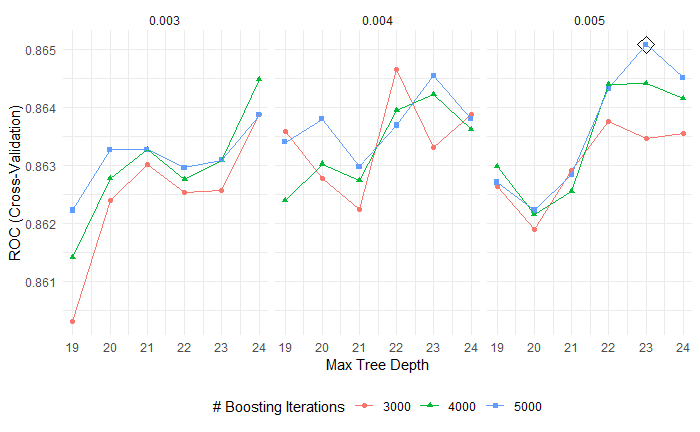 0.003 0.004 0.005
0.865
0.864
0.863
0.862
0.861
ROC (Cross-Validation)
19 20 21 22 23 24 19 20 21 22 23 24 19 20 21 22 23 24
Max Tree Depth
# Boosting Iterations 3000 4000 5000